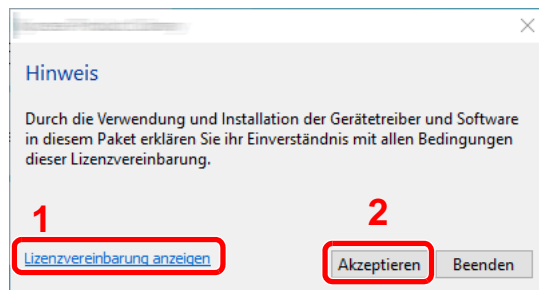 Hinweis
Durch die Verwendung und Installation der Gerätetreiber und Software
in diesem Paket erklären Sie ihr Einverständnis mit allen Bedingungen
dieser Lizenzvereinbarung.
1
2
Lizenzvereinbarung anzeigen
Akzeptieren
Beenden